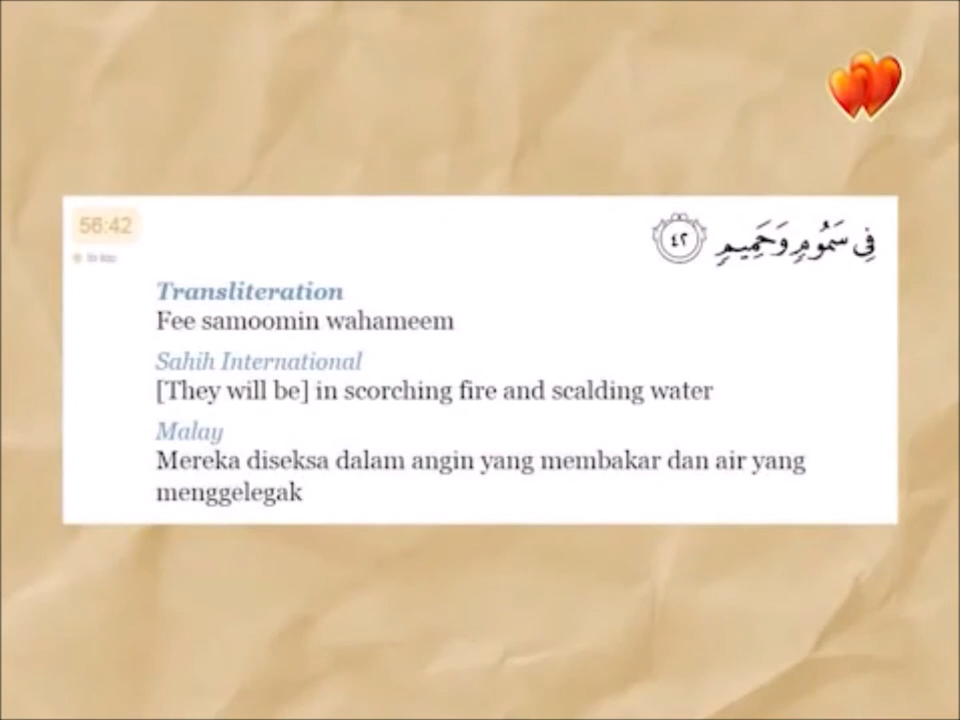 56:42
فِي سَمُومٍ وَحَمِيمٍ ٤٢
Transliteration
Fee samoomin wahameem
Sahih International
[They will be] in scorching fire and scalding water
Malay
Mereka diseksa dalam angin yang membakar dan air yang
menggelegak